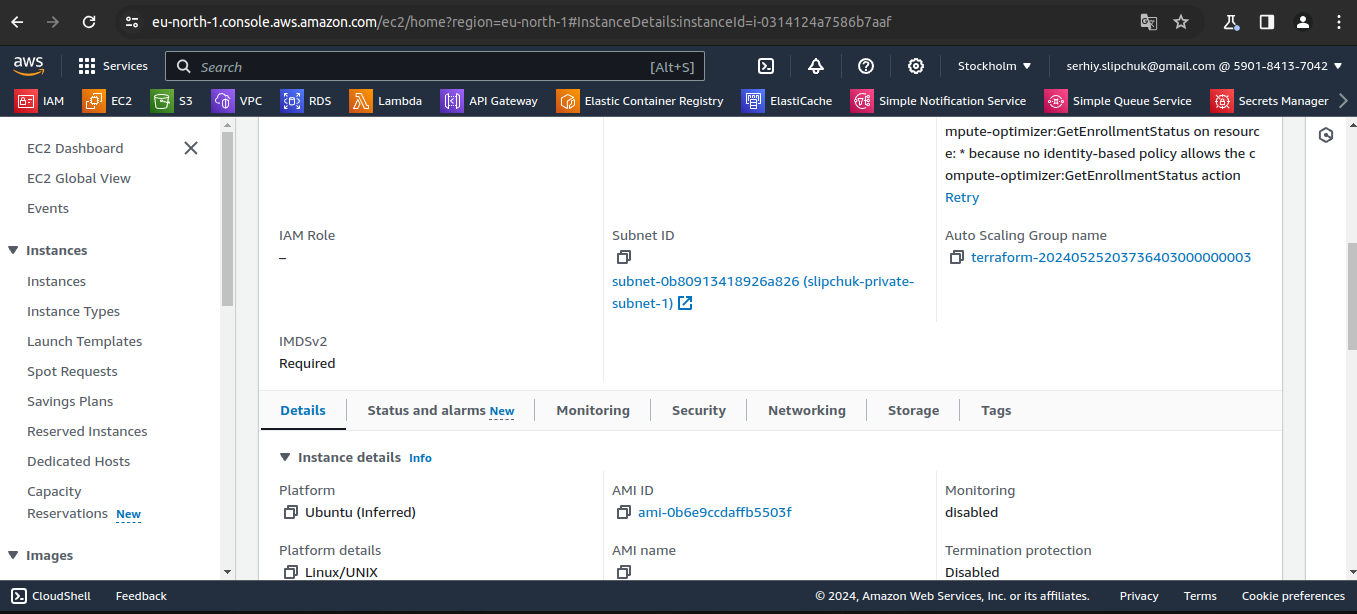 eu-north-1.console.aws.amazon.com/ec2/home?region=eu-north-1#InstanceDetails:instanceId=i-0314124a7586b7aaf
aws
Services
Search
[Alt+S]
Stockholm
serhiy.slipchuk@gmail.com @ 5901-8413-7042
IAM
EC2
S3
VPC
RDS
Lambda
API Gateway
Elastic Container Registry
ElastiCache
Simple Notification Service
Simple Queue Service
Secrets Manager
EC2 Dashboard
EC2 Global View
Events
Instances
Instances
Instance Types
Launch Templates
Spot Requests
Savings Plans
Reserved Instances
Dedicated Hosts
Capacity
Reservations New
Images
mpute-optimizer:GetEnrollmentStatus on resourc
e: * because no identity-based policy allows the c
ompute-optimizer:GetEnrollmentStatus action
Retry
IAM Role
–
Subnet ID
subnet-0b80913418926a826 (slipchuk-private-
subnet-1)
Auto Scaling Group name
terraform-20240525203736403000000003
IMDSv2
Required
Details
Status and alarms New
Monitoring
Security
Networking
Storage
Tags
Instance details Info
Platform
Ubuntu (Inferred)
AMI ID
ami-0b6e9ccdaffb5503f
Monitoring
disabled
Platform details
Linux/UNIX
AMI name
Termination protection
Disabled
CloudShell
Feedback
© 2024, Amazon Web Services, Inc. or its affiliates.
Privacy
Terms
Cookie preferences